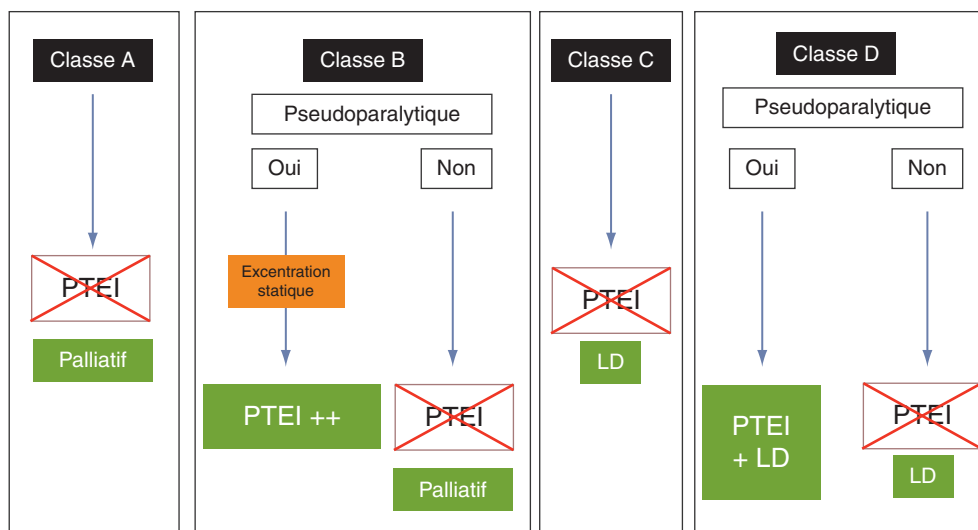 Classe A
PTEI
Palliatif
Classe B
Pseudoparalytique
Oui
Non
Excentration
statique
PTEI ++
PTEI
Palliatif
Classe C
PTEI
LD
Classe D
Pseudoparalytique
Oui
Non
PTEI
+ LD
PTEI
LD